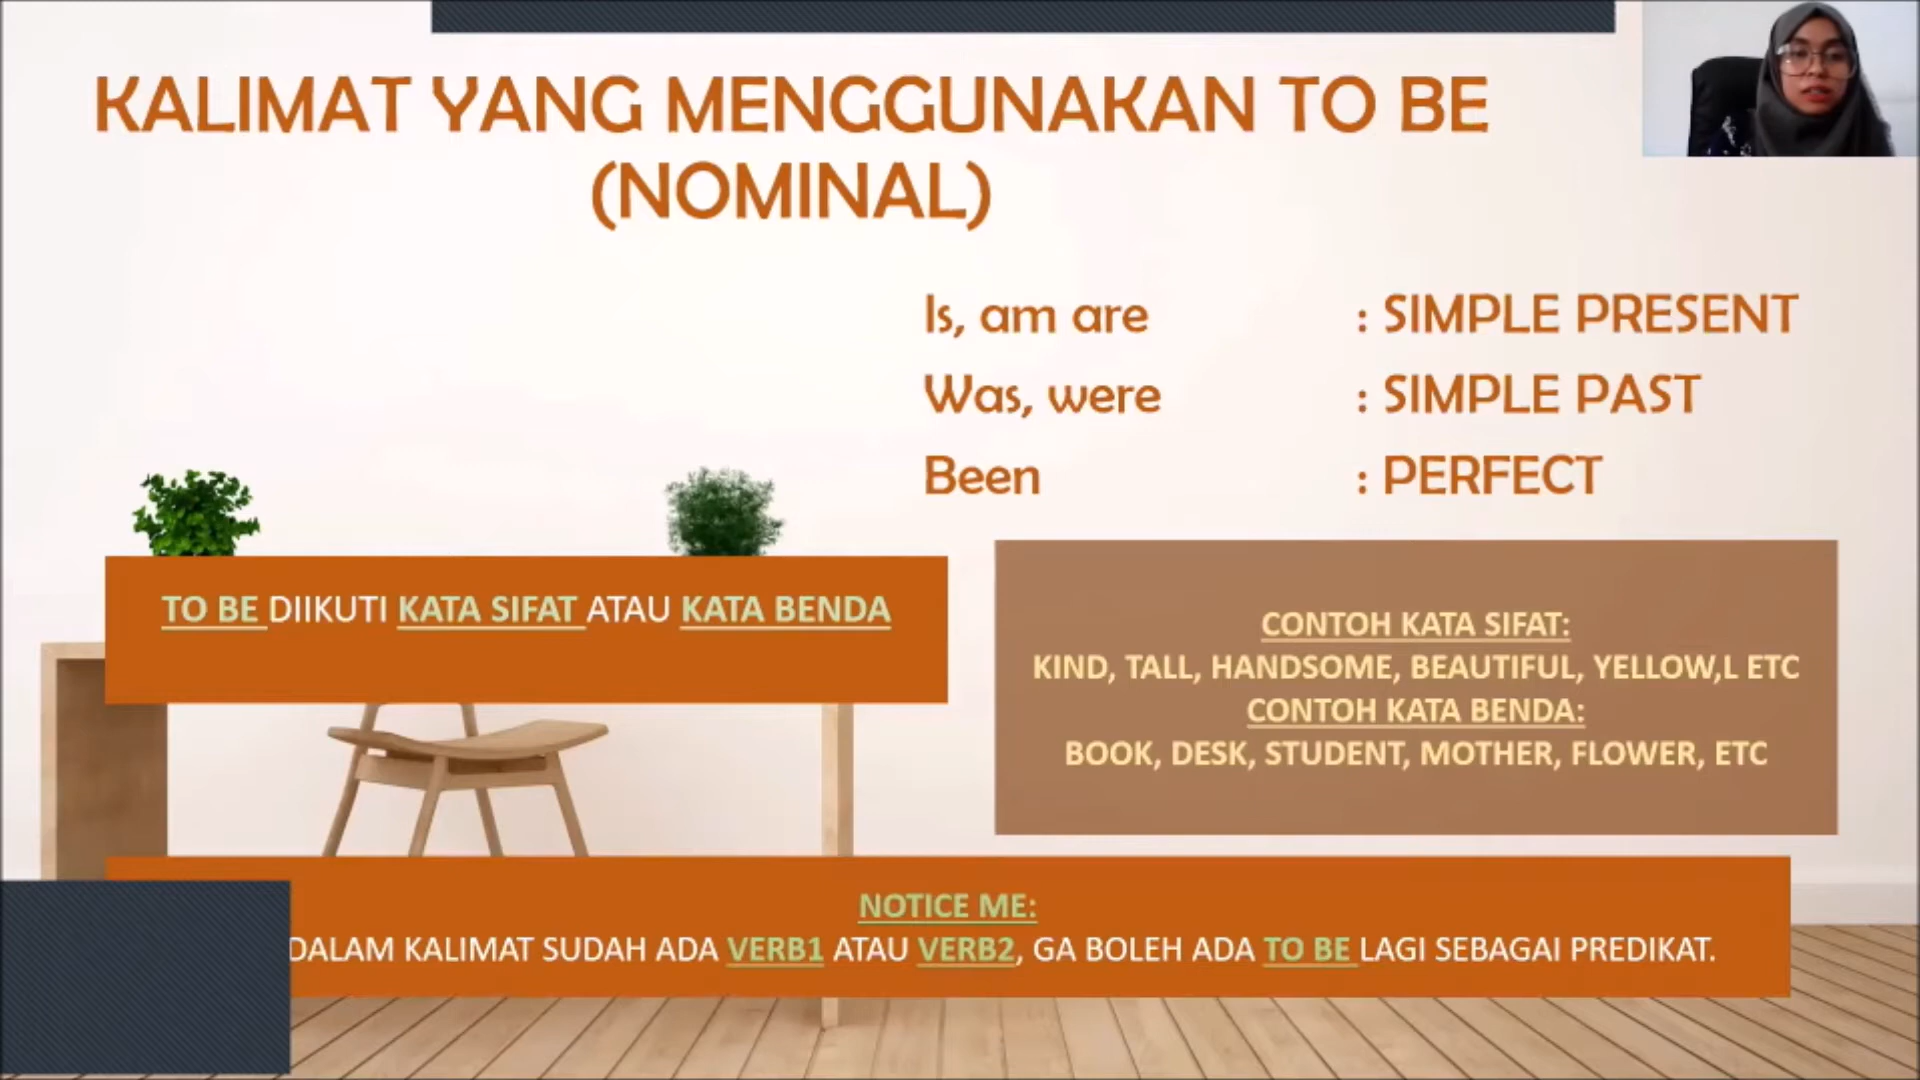 KALIMAT YANG MENGGUNAKAN TO BE
(NOMINAL)
Is, am are : SIMPLE PRESENT
Was, were : SIMPLE PAST
Been : PERFECT
TO BE DIIKUTI KATA SIFAT ATAU KATA BENDA
CONTOH KATA SIFAT:
KIND, TALL, HANDSOME, BEAUTIFUL, YELLOW,L ETC
CONTOH KATA BENDA:
BOOK, DESK, STUDENT, MOTHER, FLOWER, ETC
NOTICE ME:
DALAM KALIMAT SUDAH ADA VERB1 ATAU VERB2, GA BOLEH ADA TO BE LAGI SEBAGAI PREDIKAT.